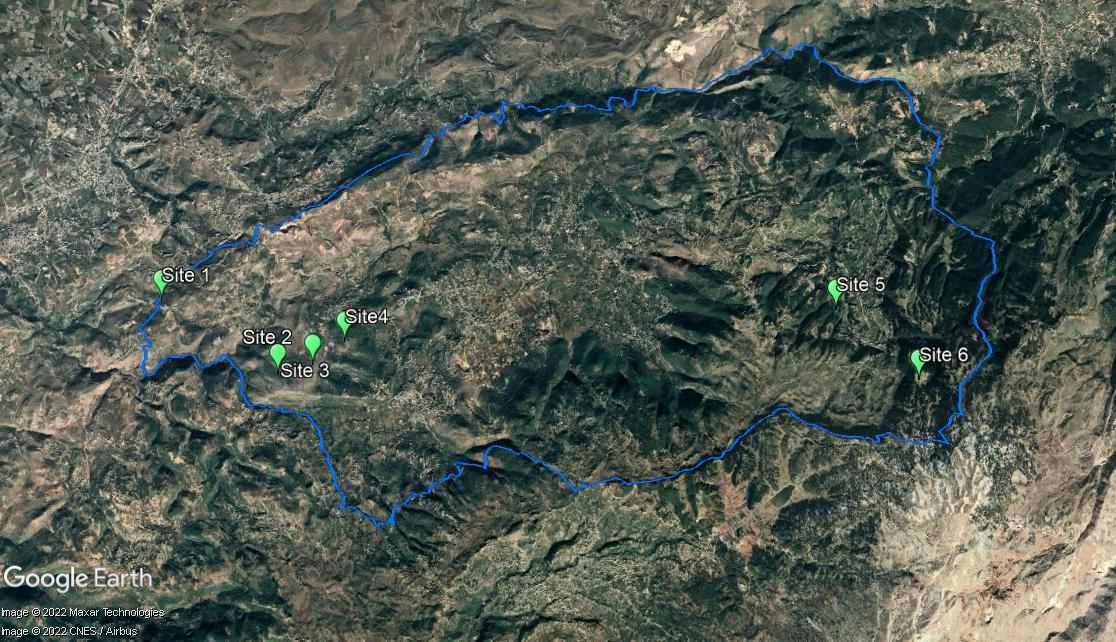 Site 1
Site 5
Site4
Site 2
Site 6
Site 3
Google Earth
Image © 2022 Maxar Technologies
Image © 2022 CNES / Airbus